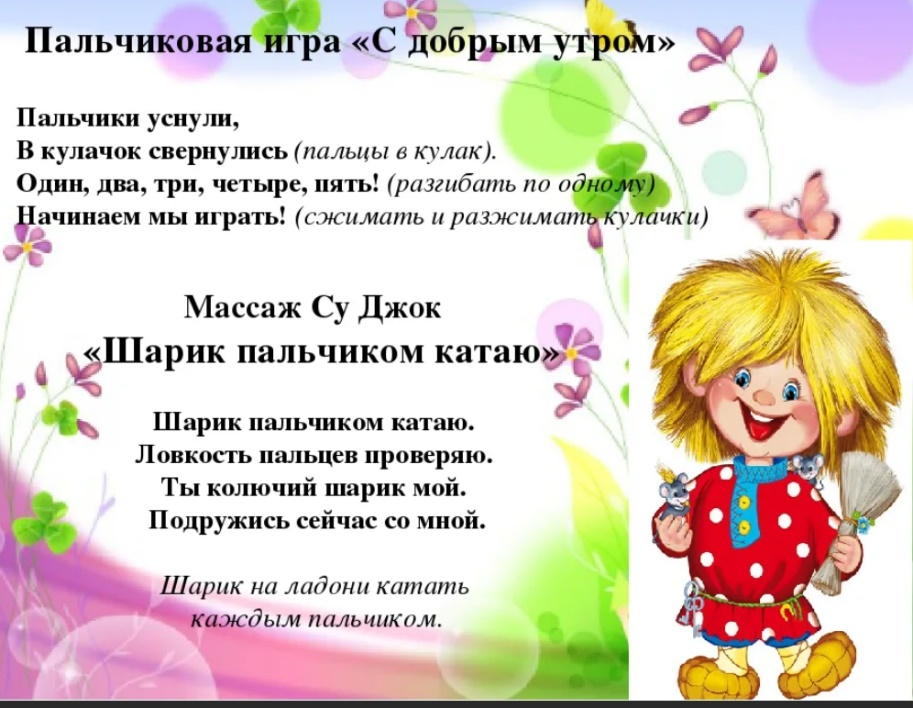 Пальчиковая игра «С добрым утром»
Пальчики уснули,
В кулачок свернулись (пальцы в кулак).
Один, два, три, четыре, пять! (разгибать по одному)
Начинаем мы играть! (сжимать и разжимать кулачки)
Массаж Су Джок
«Шарик пальчиком катаю»
Шарик пальчиком катаю.
Ловкость пальцев проверяю.
Ты колючий шарик мой.
Подружись сейчас со мной.
Шарик на ладони катать
каждым пальчиком.